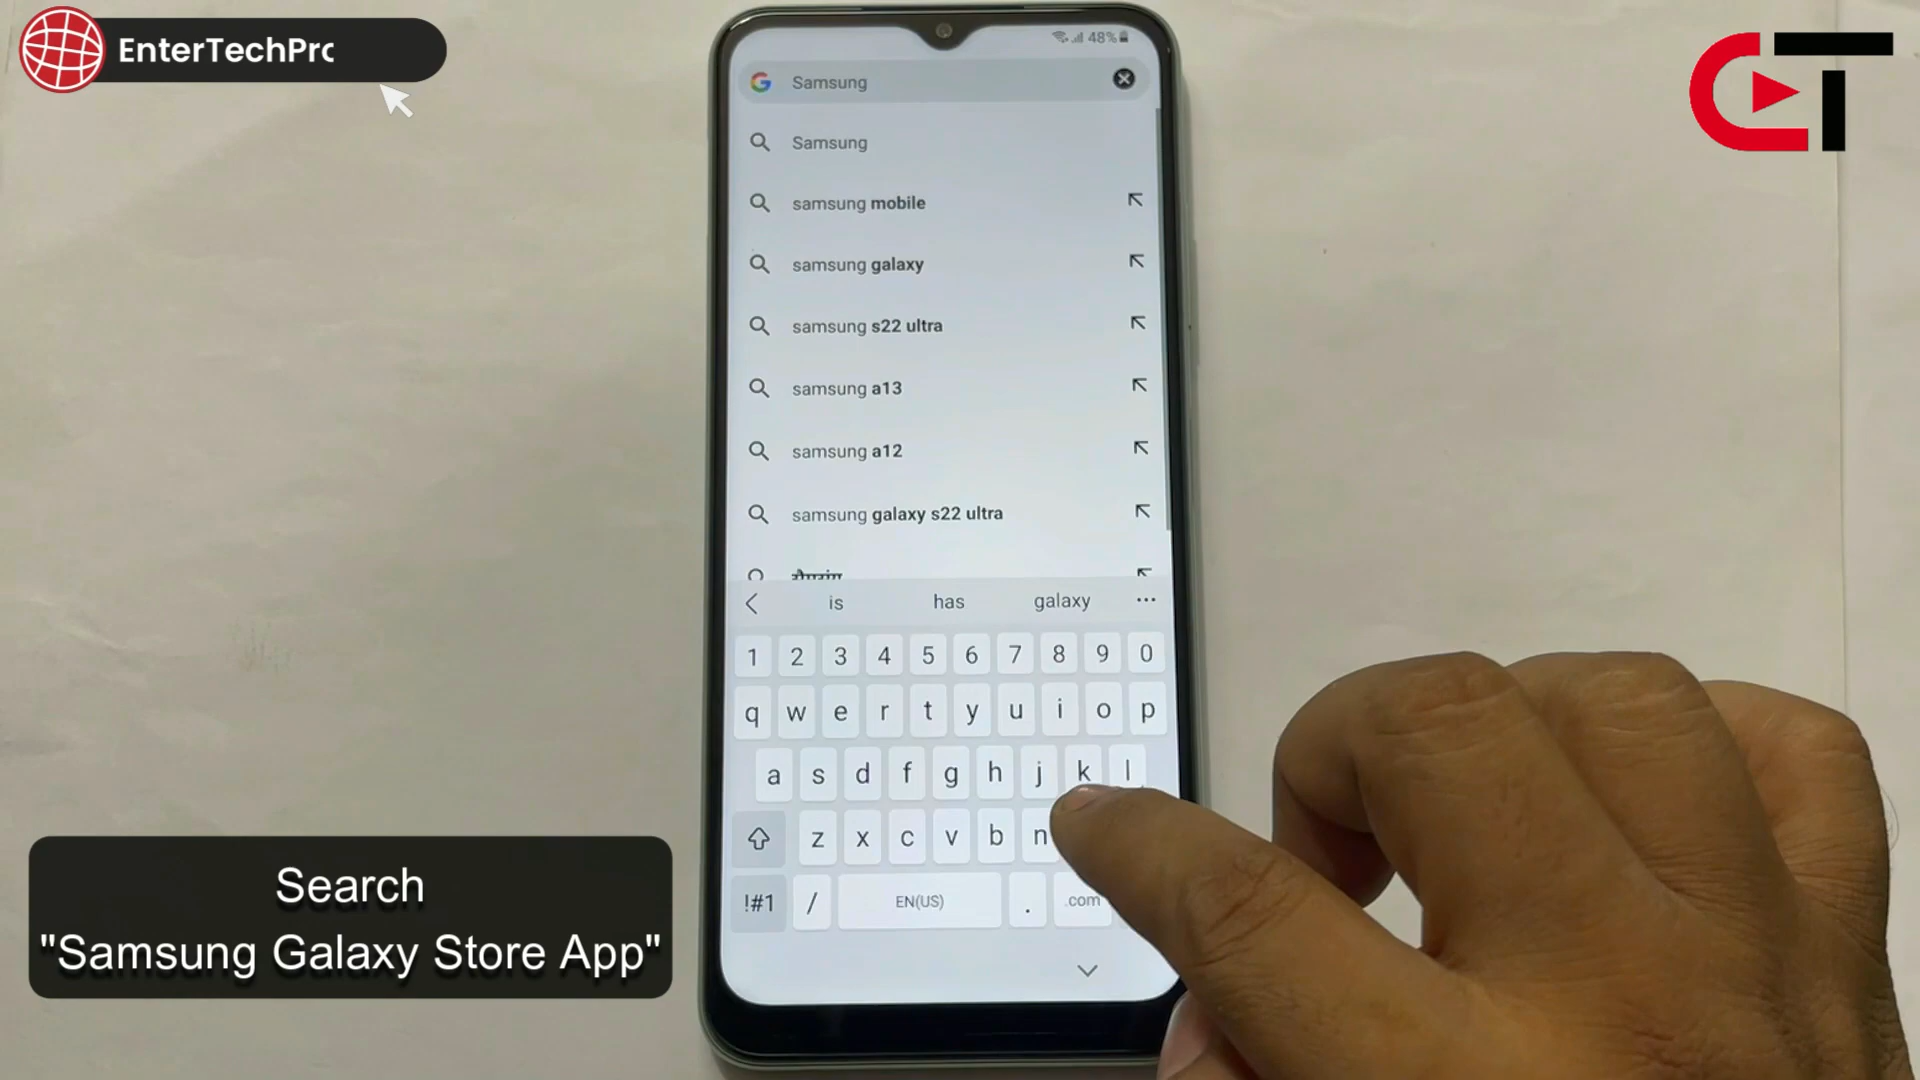 EnterTechPro
48%
Samsung
Samsung
samsung mobile
samsung galaxy
samsung s22 ultra
samsung a13
samsung a12
samsung galaxy s22 ultra
is has galaxy ...
1 2 3 4 5 6 7 8 9 0
q w e r t y u i o p
a s d f g h j k l
z x c v b n
!#1 / EN(US) . .com
Search
"Samsung Galaxy Store App"